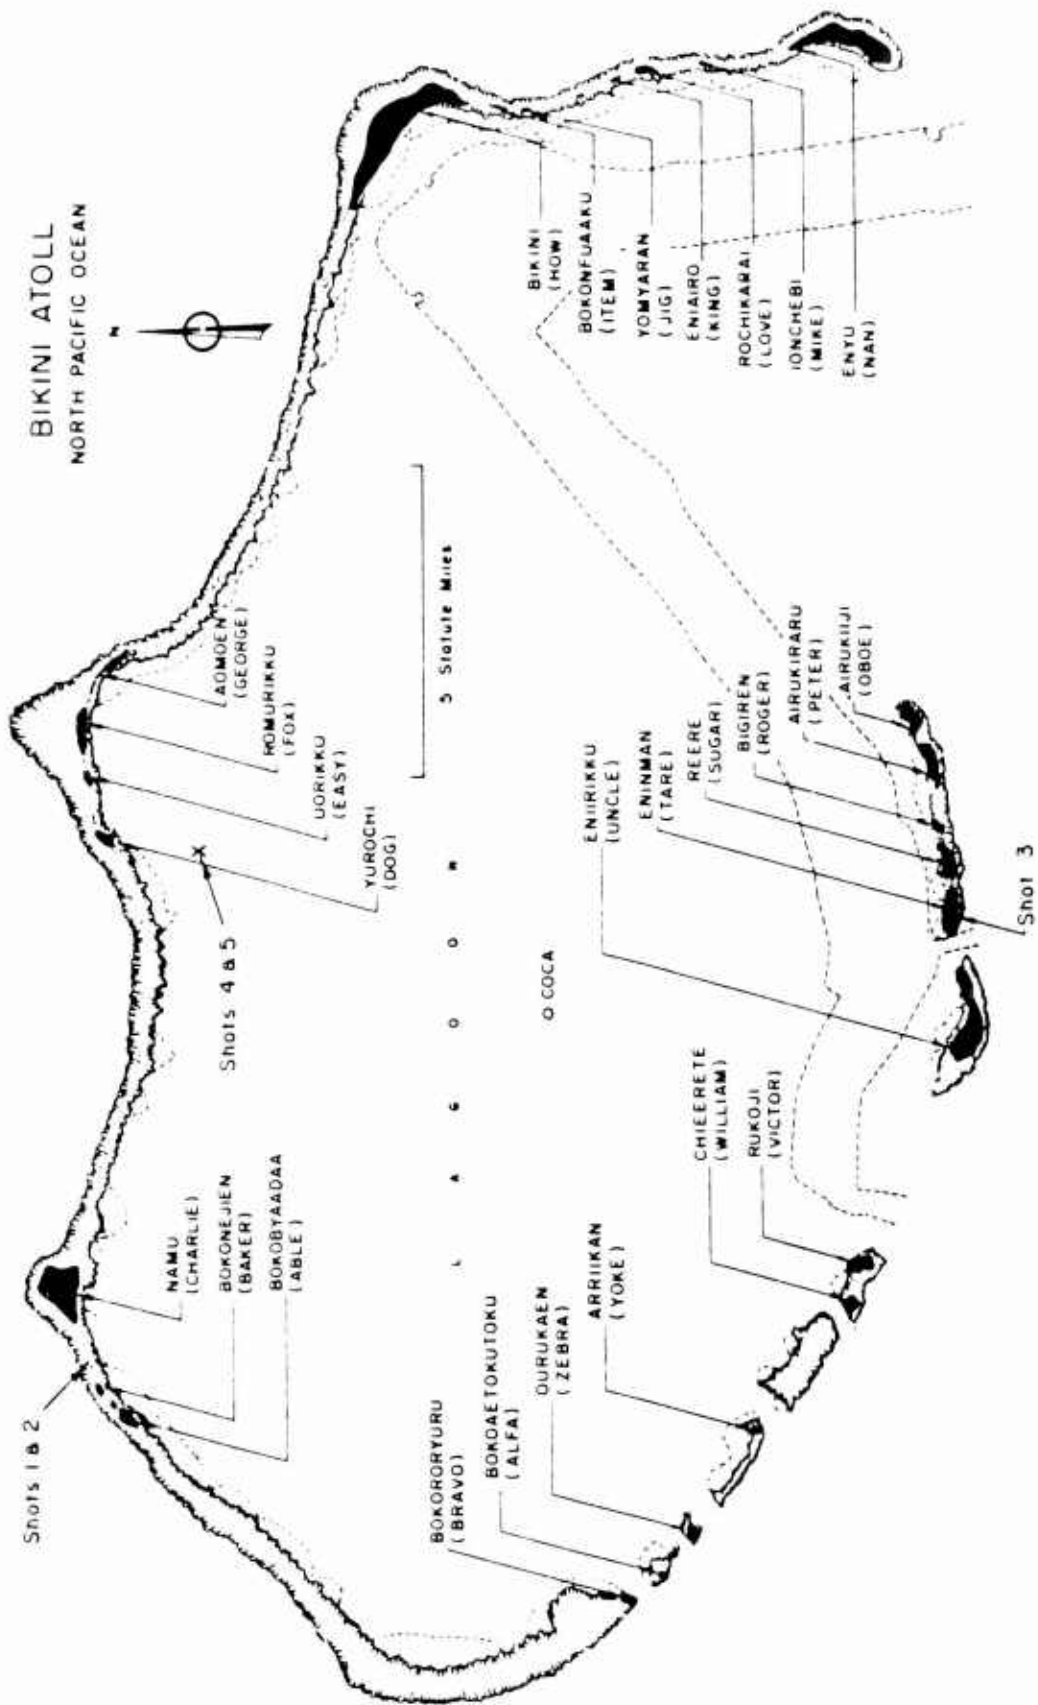 BIKINI ATOLL
NORTH PACIFIC OCEAN
N
Shots 1 & 2
NAMU
(CHARLIE)
BOKONEJIEN
(BAKER)
BOKOBYAADAA
(ABLE)
Shots 4 & 5
X
YUROCHI
(DOG)
UORIKKU
(EASY)
ROMURIKKU
(FOX)
AOMOEN
(GEORGE)
5 Statute Miles
LAGOON
COCA
BIKINI
(HOW)
BOKONFUAAKU
(ITEM)
YOMYARAN
(JIG)
ENIAIRO
(KING)
ROCHIKARAI
(LOVE)
IONCHEBI
(MIKE)
ENYU
(NAN)
BOKORORYURU
(BRAVO)
BOKOAETOKUTOKU
(ALFA)
OURUKAEN
(ZEBRA)
ARRIIKAN
(YOKE)
CHIEERETE
(WILLIAM)
RUKOJI
(VICTOR)
ENIIRIKKU
(UNCLE)
ENINMAN
(TARE)
REERE
(SUGAR)
BIGIREN
(ROGER)
AIRUKIRARU
(PETER)
AIRUKIIJI
(OBOE)
Shot 3